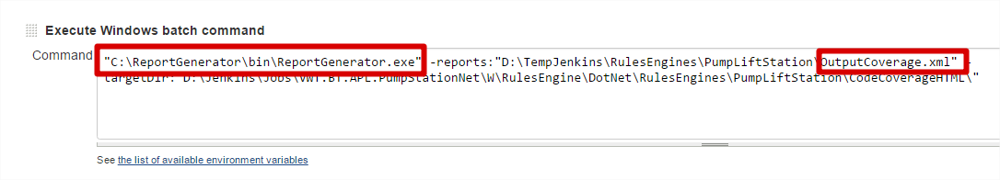 Execute Windows batch command
Command
"C:\ReportGenerator\bin\ReportGenerator.exe" -reports:"D:\TempJenkins\RulesEngines\PumpLiftStation\OutputCoverage.xml" -
targetDir:"D:\Jenkins\Jobs\VWT.BT.APL.PumpStationNet\W\RulesEngine\DotNet\RulesEngines\PumpLiftStation\CodeCoverageHTML\"
See the list of available environment variables